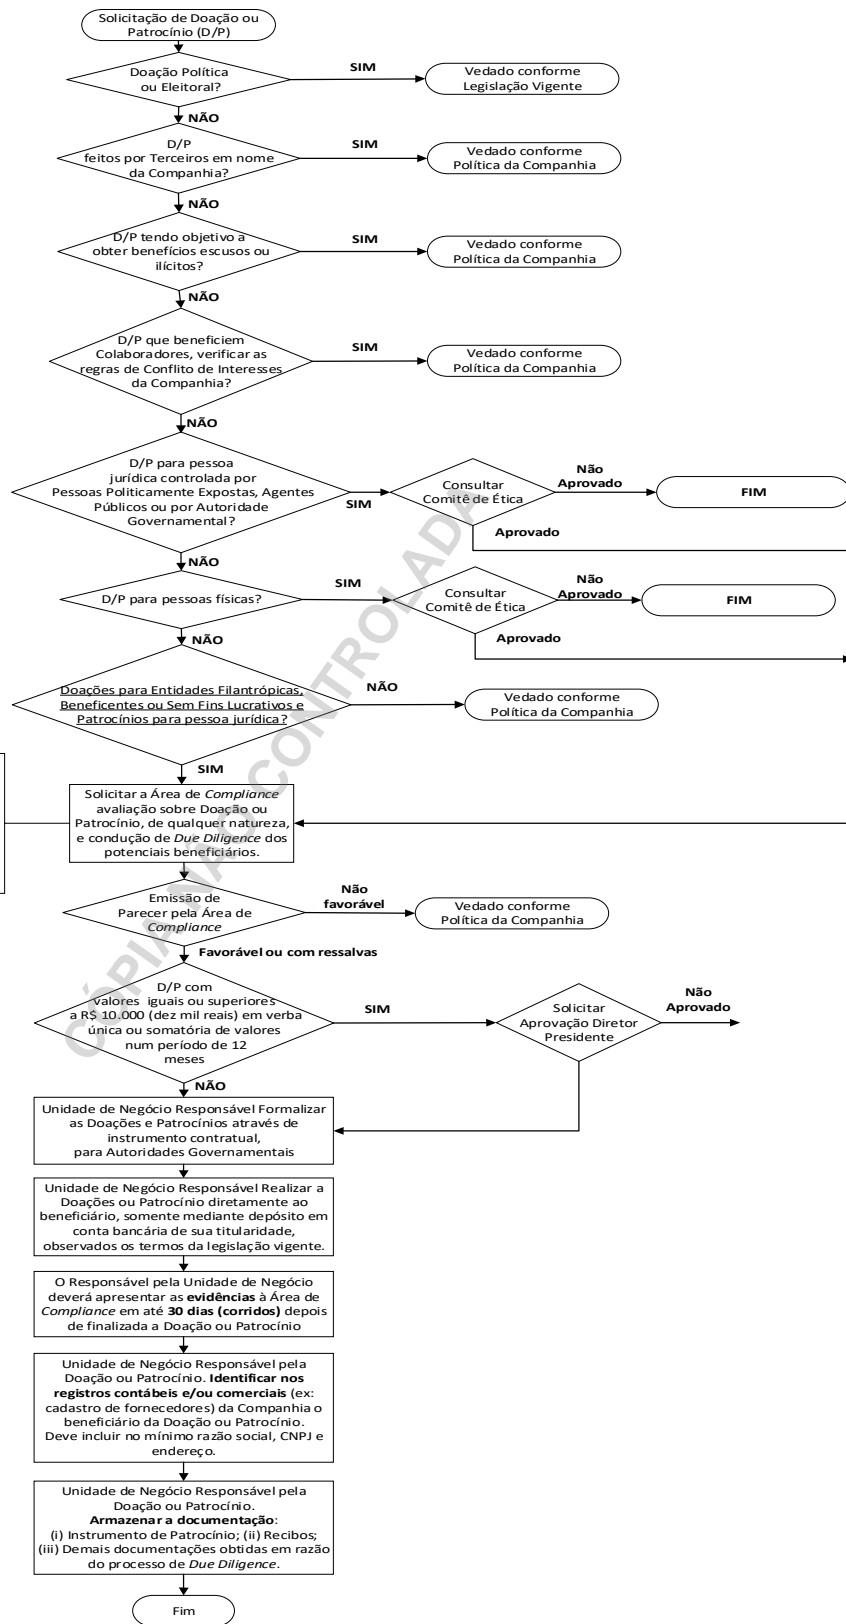 Solicitação de Doação ou
Patrocínio (D/P)
Doação Política
ou Eleitoral?
SIM
Vedado conforme
Legislação Vigente
NÃO
D/P
feitos por Terceiros em nome
da Companhia?
SIM
Vedado conforme
Política da Companhia
NÃO
D/P tendo objetivo a
obter benefícios escusos ou
ilícitos?
SIM
Vedado conforme
Política da Companhia
NÃO
D/P que beneficiem
Colaboradores, verificar as
regras de Conflito de Interesses
da Companhia?
SIM
Vedado conforme
Política da Companhia
NÃO
D/P para pessoa
jurídica controlada por
Pessoas Politicamente Expostas, Agentes
Públicos ou por Autoridade
Governamental?
SIM
Consultar
Comitê de Ética
Não
Aprovado
FIM
Aprovado
NÃO
D/P para pessoas físicas?
SIM
Consultar
Comitê de Ética
Não
Aprovado
FIM
Aprovado
NÃO
Doações para Entidades Filantrópicas,
Beneficentes ou Sem Fins Lucrativos e
Patrocínios para pessoa jurídica?
NÃO
Vedado conforme
Política da Companhia
SIM
Solicitar a Área de Compliance
avaliação sobre Doação ou
Patrocínio, de qualquer natureza,
e condução de Due Diligence dos
potenciais beneficiários.
Emissão de
Parecer pela Área de
Compliance
Não
favorável
Vedado conforme
Política da Companhia
Favorável ou com ressalvas
D/P com
valores iguais ou superiores
a R$ 10.000 (dez mil reais) em verba
única ou somatória de valores
num período de 12
meses
SIM
Solicitar
Aprovação Diretor
Presidente
Não
Aprovado
NÃO
Unidade de Negócio Responsável Formalizar
as Doações e Patrocínios através de
instrumento contratual,
para Autoridades Governamentais
Unidade de Negócio Responsável Realizar a
Doações ou Patrocínio diretamente ao
beneficiário, somente mediante depósito em
conta bancária de sua titularidade,
observados os termos da legislação vigente.
O Responsável pela Unidade de Negócio
deverá apresentar as evidências à Área de
Compliance em até 30 dias (corridos) depois
de finalizada a Doação ou Patrocínio
Unidade de Negócio Responsável pela
Doação ou Patrocínio. Identificar nos
registros contábeis e/ou comerciais (ex:
cadastro de fornecedores) da Companhia o
beneficiário da Doação ou Patrocínio.
Deve incluir no mínimo razão social, CNPJ e
endereço.
Unidade de Negócio Responsável pela
Doação ou Patrocínio.
Armazenar a documentação:
(i) Instrumento de Patrocínio; (ii) Recibos;
(iii) Demais documentações obtidas em razão
do processo de Due Diligence.
Fim
CÓPIA NÃO CONTROLADA